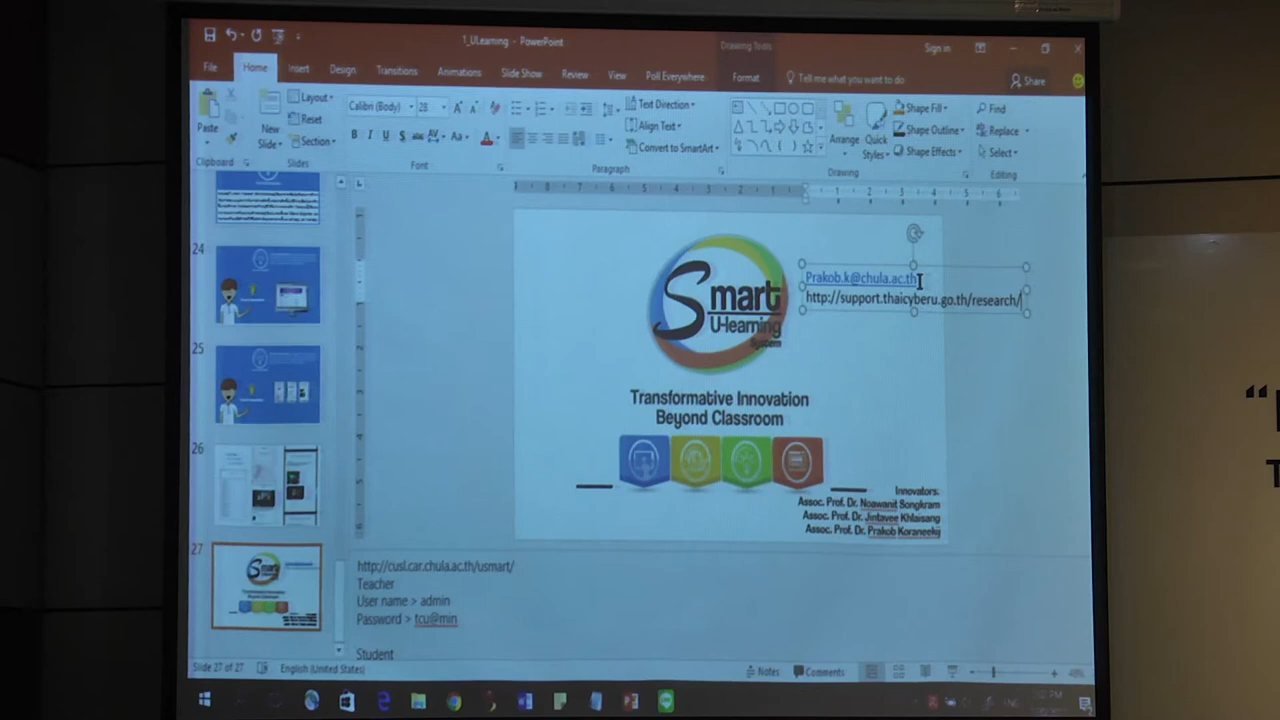 1_ULearning - PowerPoint
Drawing Tools
Sign in
File
Home
Insert
Design
Transitions
Animations
Slide Show
Review
View
Poll Everywhere
Format
Tell me what you want to do
Share
Paste
New
Slide
Layout
Reset
Section
Calibri (Body)
28
Text Direction
Align Text
Convert to SmartArt
Arrange
Quick
Styles
Shape Fill
Shape Outline
Shape Effects
Find
Replace
Select
Clipboard
Slides
Font
Paragraph
Drawing
Editing
24
25
26
27
Smart
U-learning
System
Prakob.k@chula.ac.th
http://support.thaicyberu.go.th/research/
Transformative Innovation
Beyond Classroom
Innovators:
Assoc. Prof. Dr. Noawanit Songkram
Assoc. Prof. Dr. Jintavee Khlaisang
Assoc. Prof. Dr. Prakob Koraneekij
http://cusl.car.chula.ac.th/usmart/
Teacher
User name > admin
Password > tcu@min
Student
Slide 27 of 27
English (United States)
Notes
Comments